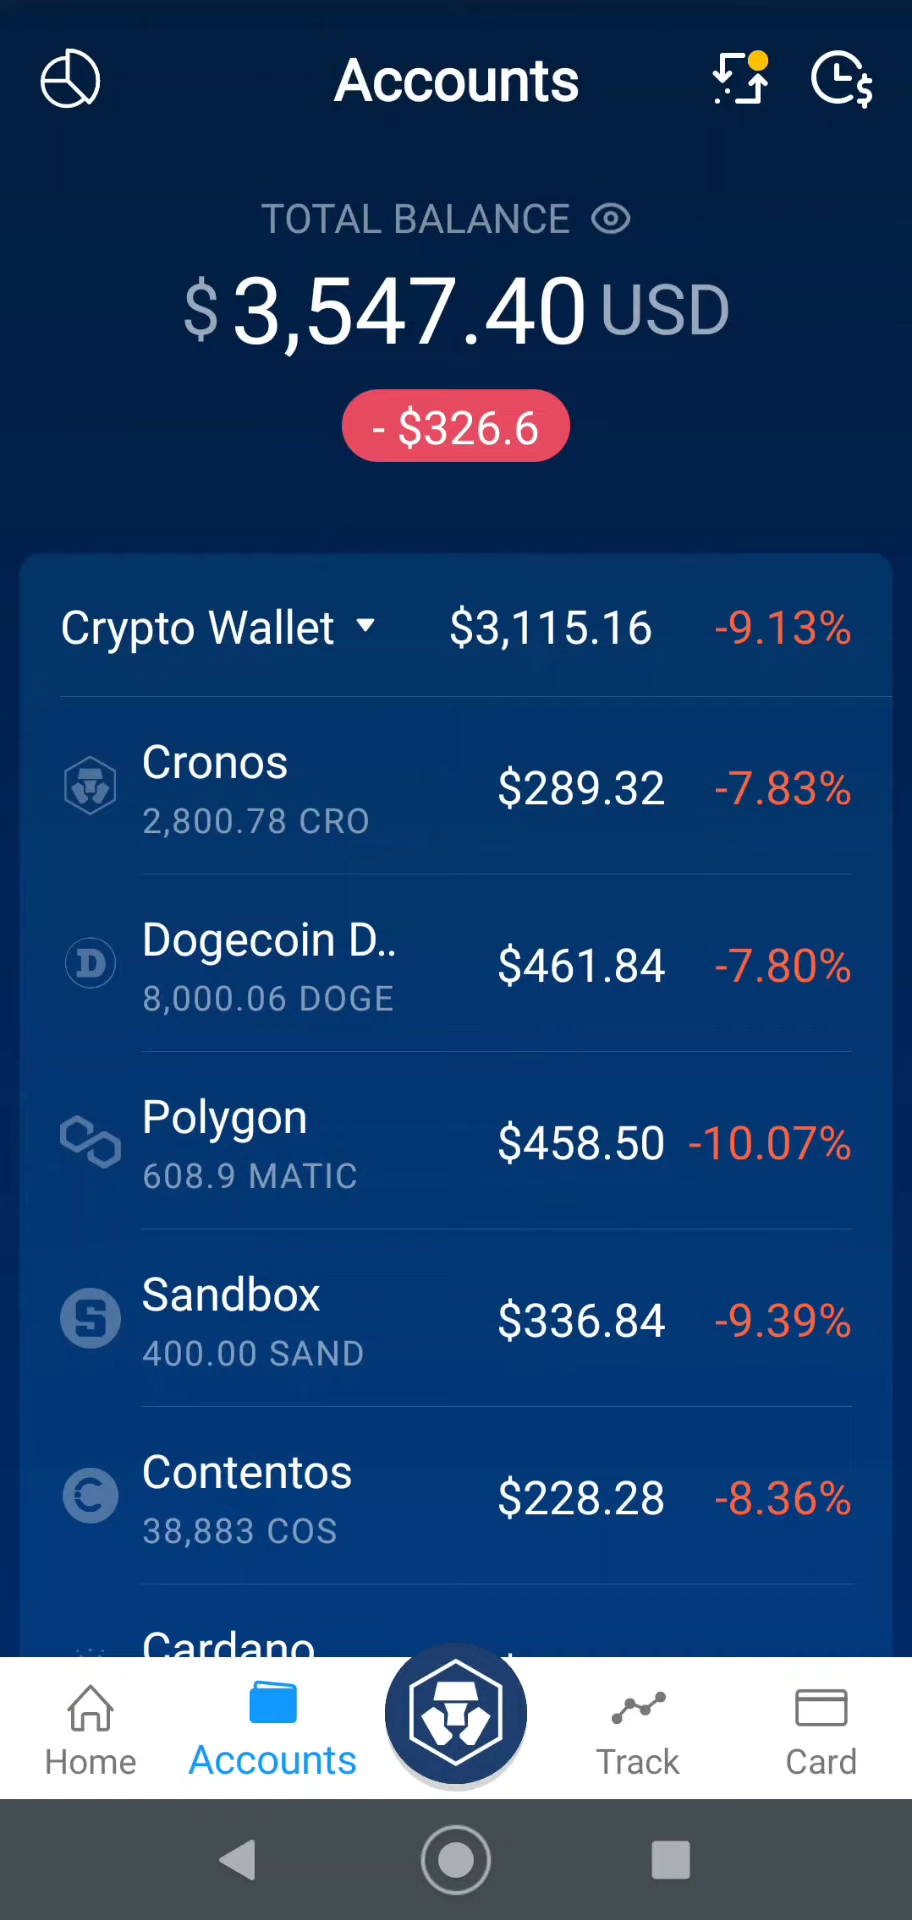 Accounts
TOTAL BALANCE
$ 3,547.40 USD
- $326.6
Crypto Wallet $3,115.16 -9.13%
Cronos
2,800.78 CRO
$289.32 -7.83%
Dogecoin D..
8,000.06 DOGE
$461.84 -7.80%
Polygon
608.9 MATIC
$458.50 -10.07%
Sandbox
400.00 SAND
$336.84 -9.39%
Contentos
38,883 COS
$228.28 -8.36%
Cardano
Home Accounts Track Card